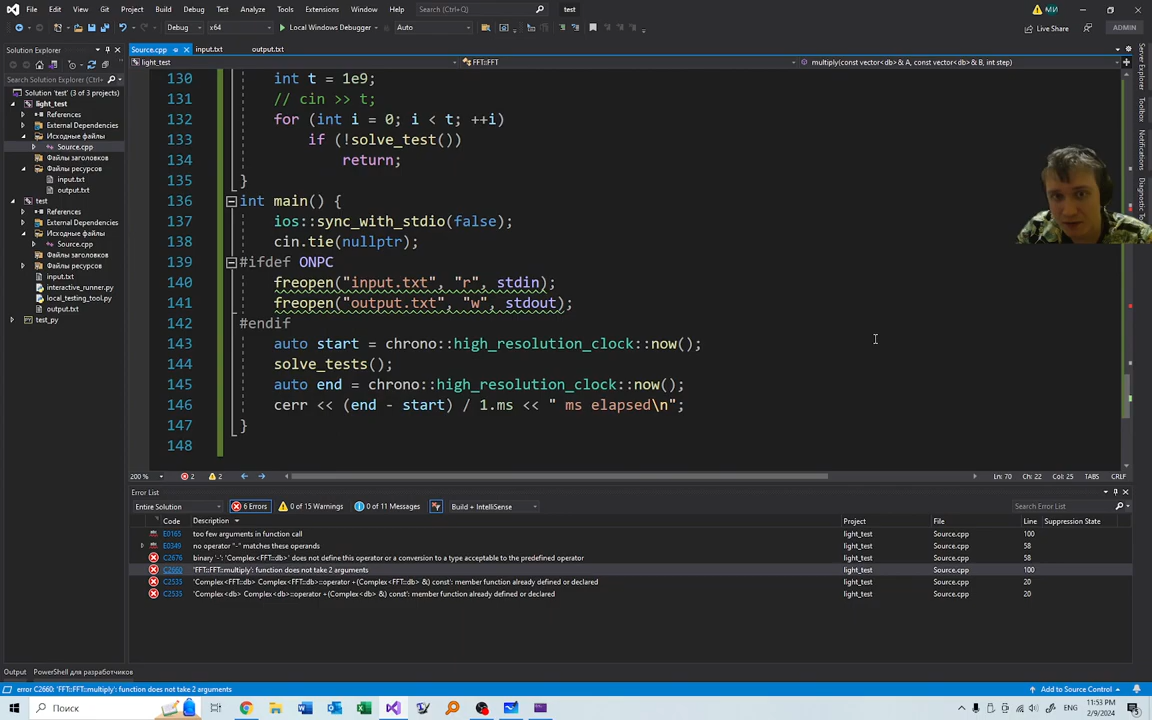 File Edit View Git Project Build Debug Test Analyze Tools Extensions Window Help Search (Ctrl+Q) test МИ
Debug x64 Local Windows Debugger Auto Live Share ADMIN
Solution Explorer
Search Solution Explorer (Ctrl+;)
Solution 'test' (3 of 3 projects)
light_test
References
External Dependencies
Исходные файлы
Source.cpp
Файлы заголовков
Файлы ресурсов
input.txt
output.txt
test
References
External Dependencies
Исходные файлы
Source.cpp
Файлы заголовков
Файлы ресурсов
input.txt
interactive_runner.py
local_testing_tool.py
output.txt
test_py
Source.cpp input.txt output.txt
light_test FFT::FFT multiply(const vector<db> & A, const vector<db> & B, int step)
130 int t = 1e9;
131 // cin >> t;
132 for (int i = 0; i < t; ++i)
133 if (!solve_test())
134 return;
135 }
136 int main() {
137 ios::sync_with_stdio(false);
138 cin.tie(nullptr);
139 #ifdef ONPC
140 freopen("input.txt", "r", stdin);
141 freopen("output.txt", "w", stdout);
142 #endif
143 auto start = chrono::high_resolution_clock::now();
144 solve_tests();
145 auto end = chrono::high_resolution_clock::now();
146 cerr << (end - start) / 1.ms << " ms elapsed\n";
147 }
148
200 % 2 2 Ln: 70 Ch: 22 Col: 25 TABS CRLF
Server Explorer Toolbox Notifications
Error List
Entire Solution 6 Errors 0 of 15 Warnings 0 of 11 Messages Build + IntelliSense Search Error List
Code Description Project File Line Suppression State
E0165 too few arguments in function call light_test Source.cpp 100
E0349 no operator "-" matches these operands light_test Source.cpp 58
C2676 binary '-': 'Complex<FFT::db>' does not define this operator or a conversion to a type acceptable to the predefined operator light_test Source.cpp 58
C2660 'FFT::FFT::multiply': function does not take 2 arguments light_test Source.cpp 100
C2535 'Complex<FFT::db> Complex<FFT::db>::operator +(Complex<FFT::db> &) const': member function already defined or declared light_test Source.cpp 20
C2535 'Complex<db> Complex<db>::operator +(Complex<db> &) const': member function already defined or declared light_test Source.cpp 20
Output PowerShell для разработчиков
error C2660: 'FFT::FFT::multiply': function does not take 2 arguments Add to Source Control
Поиск ENG 11:53 PM
2/9/2024